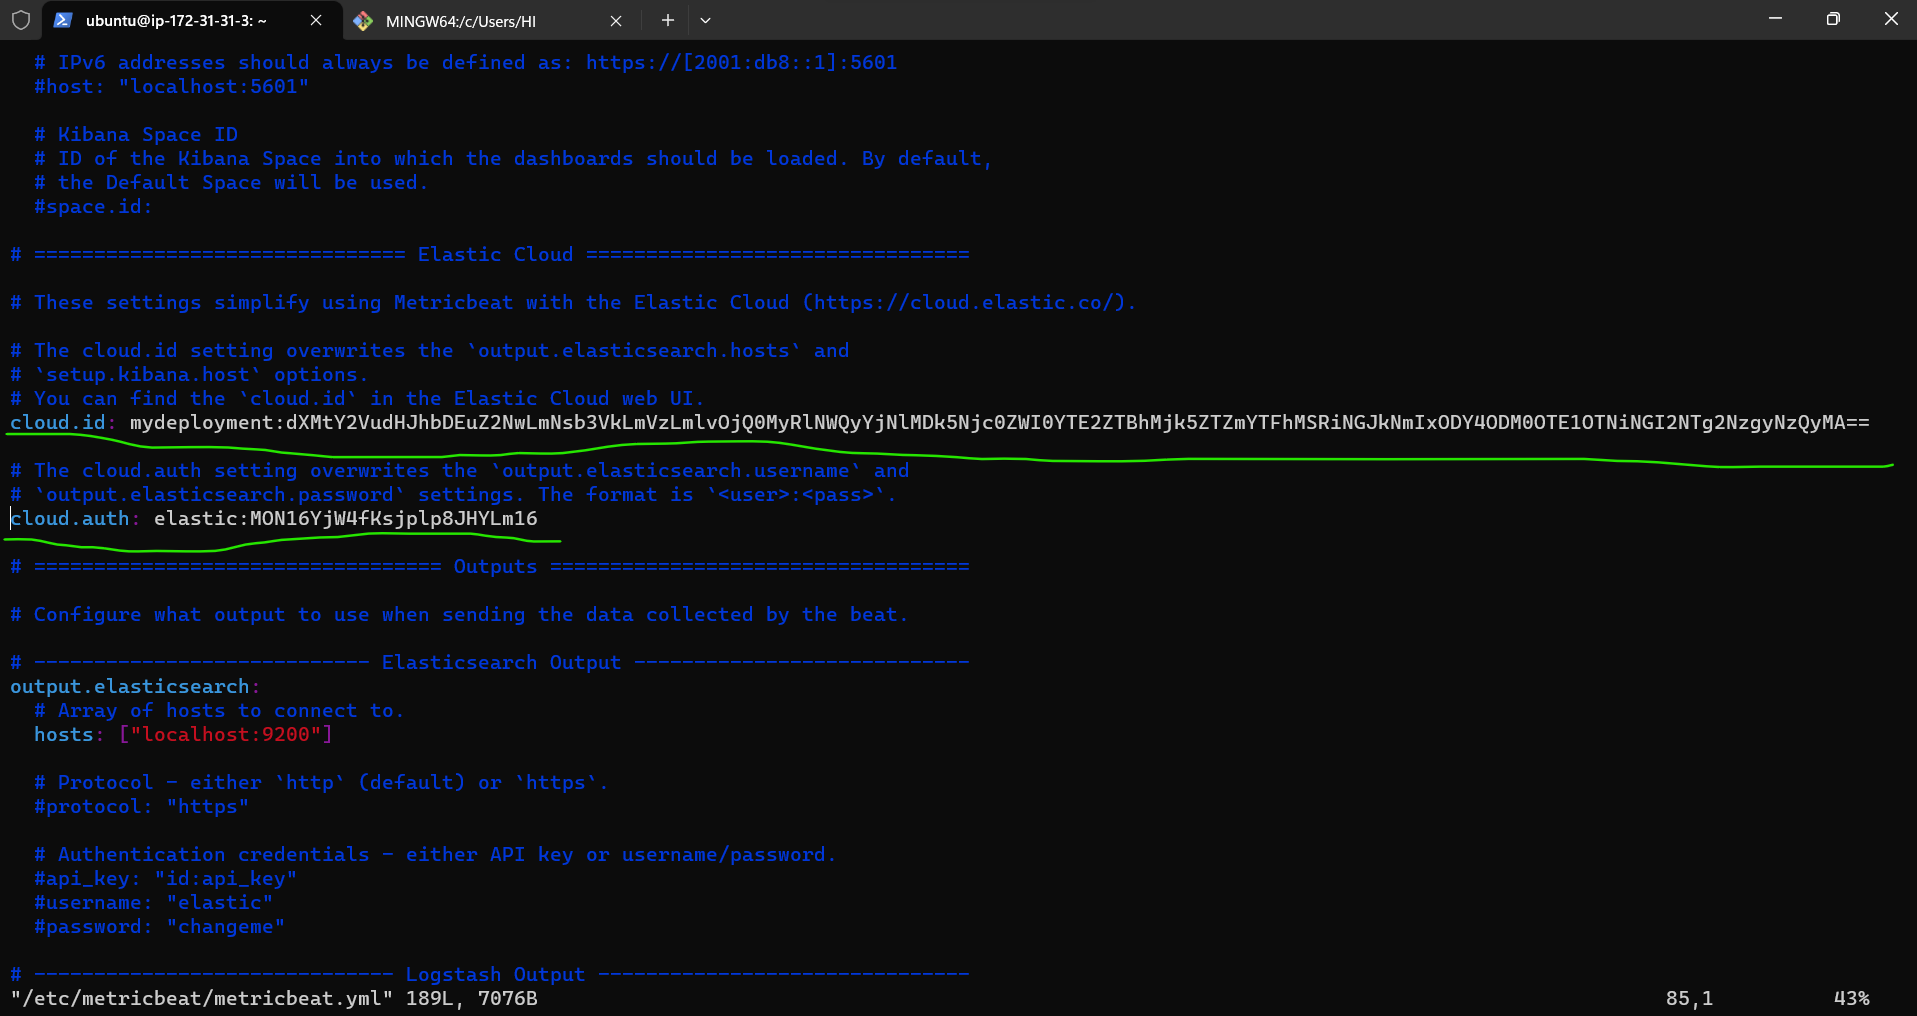 ubuntu@ip-172-31-31-3: ~
MINGW64:/c/Users/HI
# IPv6 addresses should always be defined as: https://[2001:db8::1]:5601
#host: "localhost:5601"
# Kibana Space ID
# ID of the Kibana Space into which the dashboards should be loaded. By default,
# the Default Space will be used.
#space.id:
# =============================== Elastic Cloud ================================
# These settings simplify using Metricbeat with the Elastic Cloud (https://cloud.elastic.co/).
# The cloud.id setting overwrites the `output.elasticsearch.hosts` and
# `setup.kibana.host` options.
# You can find the `cloud.id` in the Elastic Cloud web UI.
cloud.id: mydeployment:dXMtY2VudHJhbDEuZ2NwLmNsb3VkLmVzLmlvOjQ0MyRlNWQyYjNlMDk5Njc0ZWI0YTE2ZTBhMjk5ZTZmYTFhMSRiNGJkNmIxODY4ODM0OTE1OTNiNGI2NTg2NzgyNzQyMA==
# The cloud.auth setting overwrites the `output.elasticsearch.username` and
# `output.elasticsearch.password` settings. The format is `<user>:<pass>`.
cloud.auth: elastic:MON16YjW4fKsjplp8JHYLm16
# ================================== Outputs ===================================
# Configure what output to use when sending the data collected by the beat.
# ---------------------------- Elasticsearch Output ----------------------------
output.elasticsearch:
# Array of hosts to connect to.
hosts: ["localhost:9200"]
# Protocol - either `http` (default) or `https`.
#protocol: "https"
# Authentication credentials - either API key or username/password.
#api_key: "id:api_key"
#username: "elastic"
#password: "changeme"
# ------------------------------ Logstash Output -------------------------------
"/etc/metricbeat/metricbeat.yml" 189L, 7076B 85,1 43%